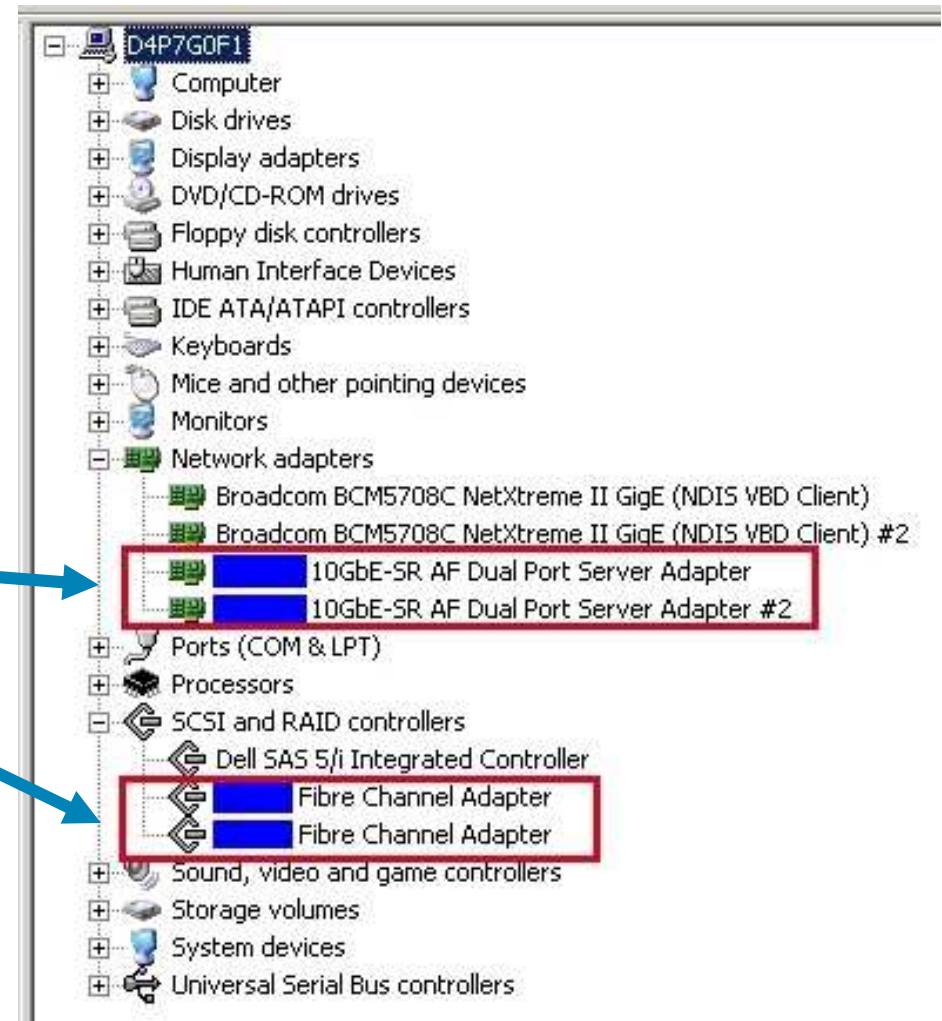 D4P7G0F1
Computer
Disk drives
Display adapters
DVD/CD-ROM drives
Floppy disk controllers
Human Interface Devices
IDE ATA/ATAPI controllers
Keyboards
Mice and other pointing devices
Monitors
Network adapters
Broadcom BCM5708C NetXtreme II GigE (NDIS VBD Client)
Broadcom BCM5708C NetXtreme II GigE (NDIS VBD Client) #2
10GbE-SR AF Dual Port Server Adapter
10GbE-SR AF Dual Port Server Adapter #2
Ports (COM & LPT)
Processors
SCSI and RAID controllers
Dell SAS 5/i Integrated Controller
Fibre Channel Adapter
Fibre Channel Adapter
Sound, video and game controllers
Storage volumes
System devices
Universal Serial Bus controllers